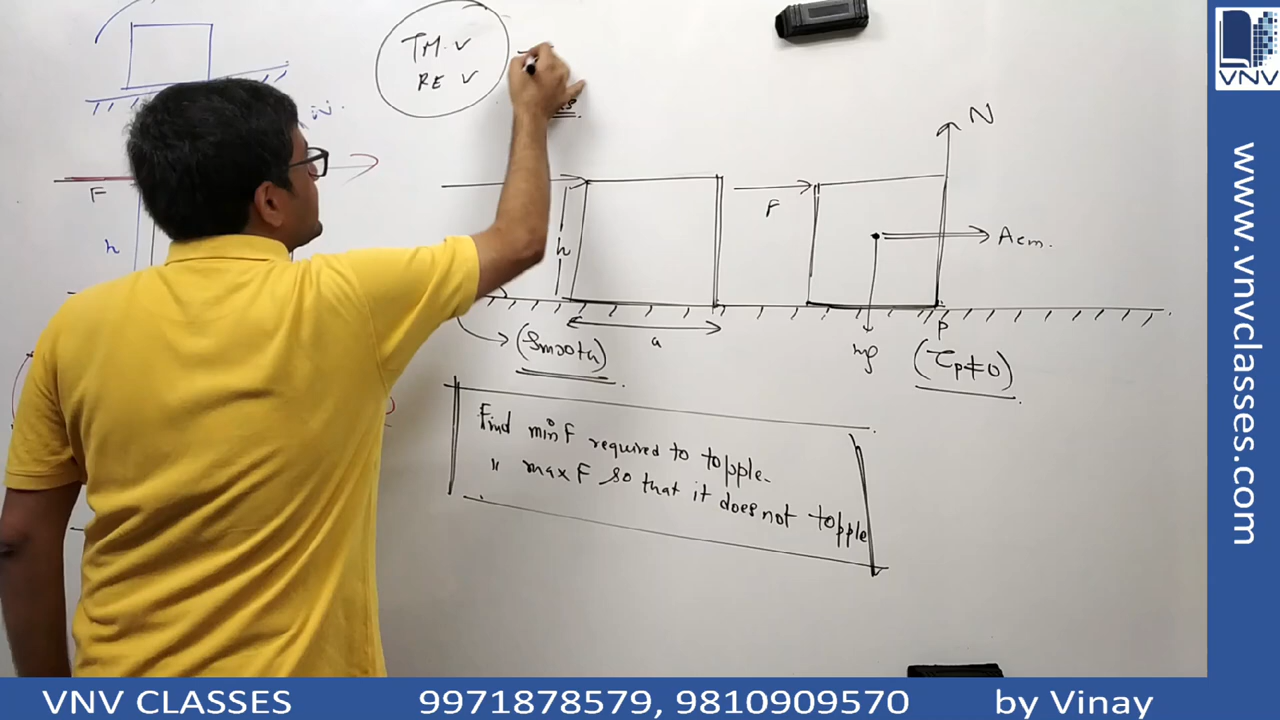 TM. v
RE v
N
F
h
F
h
Acm.
a
(Smooth)
mg
P
(τp≠0)
Find min F required to topple.
" max F so that it does not topple
VNV
www.vnvclasses.com
VNV CLASSES 9971878579, 9810909570 by Vinay